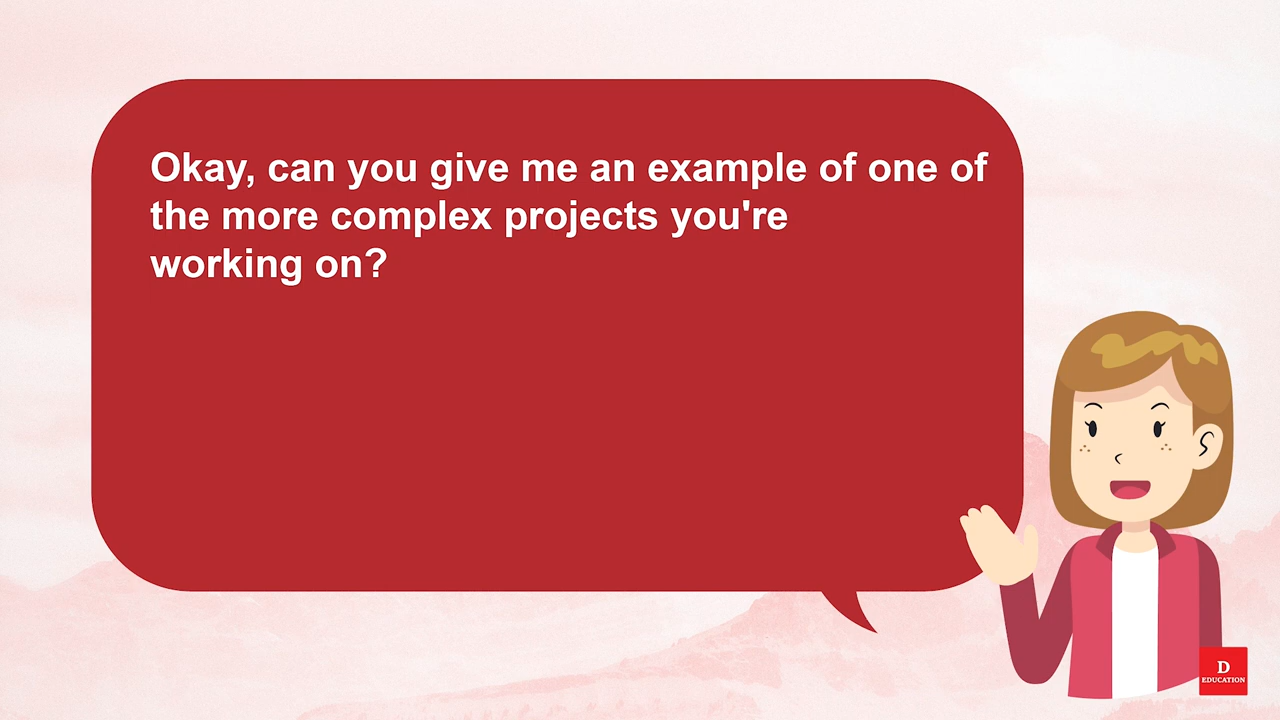 Okay, can you give me an example of one of
the more complex projects you're
working on?
D
EDUCATION